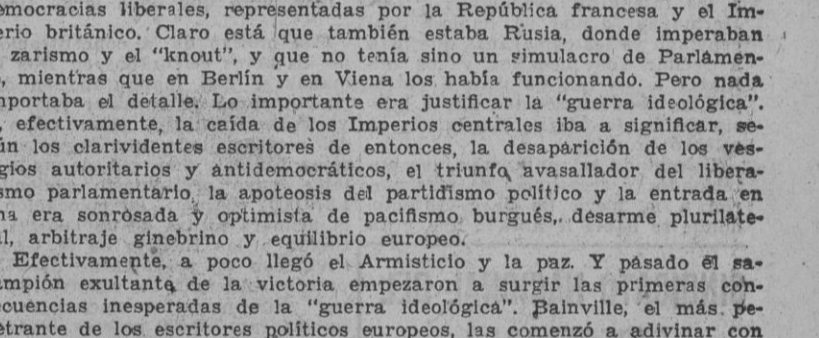 emocracias liberales, representadas por la República francesa y el Im-
erio británico. Claro está que también estaba Rusia, donde imperaban
zarismo y el "knout", y que no tenía sino un simulacro de Parlamen-
, mientras que en Berlín y en Viena los había funcionando. Pero nada
mportaba el detalle. Lo importante era justificar la "guerra ideológica".
, efectivamente, la caída de los Imperios centrales iba a significar, se-
ún los clarividentes escritores de entonces, la desaparición de los ves-
gios autoritarios y antidemocráticos, el triunfo avasallador del libera-
smo parlamentario, la apoteosis del partidismo político y la entrada en
na era sonrosada y optimista de pacifismo burgués, desarme plurilate-
al, arbitraje ginebrino y equilibrio europeo.
Efectivamente, a poco llegó el Armisticio y la paz. Y pasado el sa-
ampión exultante de la victoria empezaron a surgir las primeras con-
ecuencias inesperadas de la "guerra ideológica". Bainville, el más pe-
etrante de los escritores políticos europeos, las comenzó a adivinar con